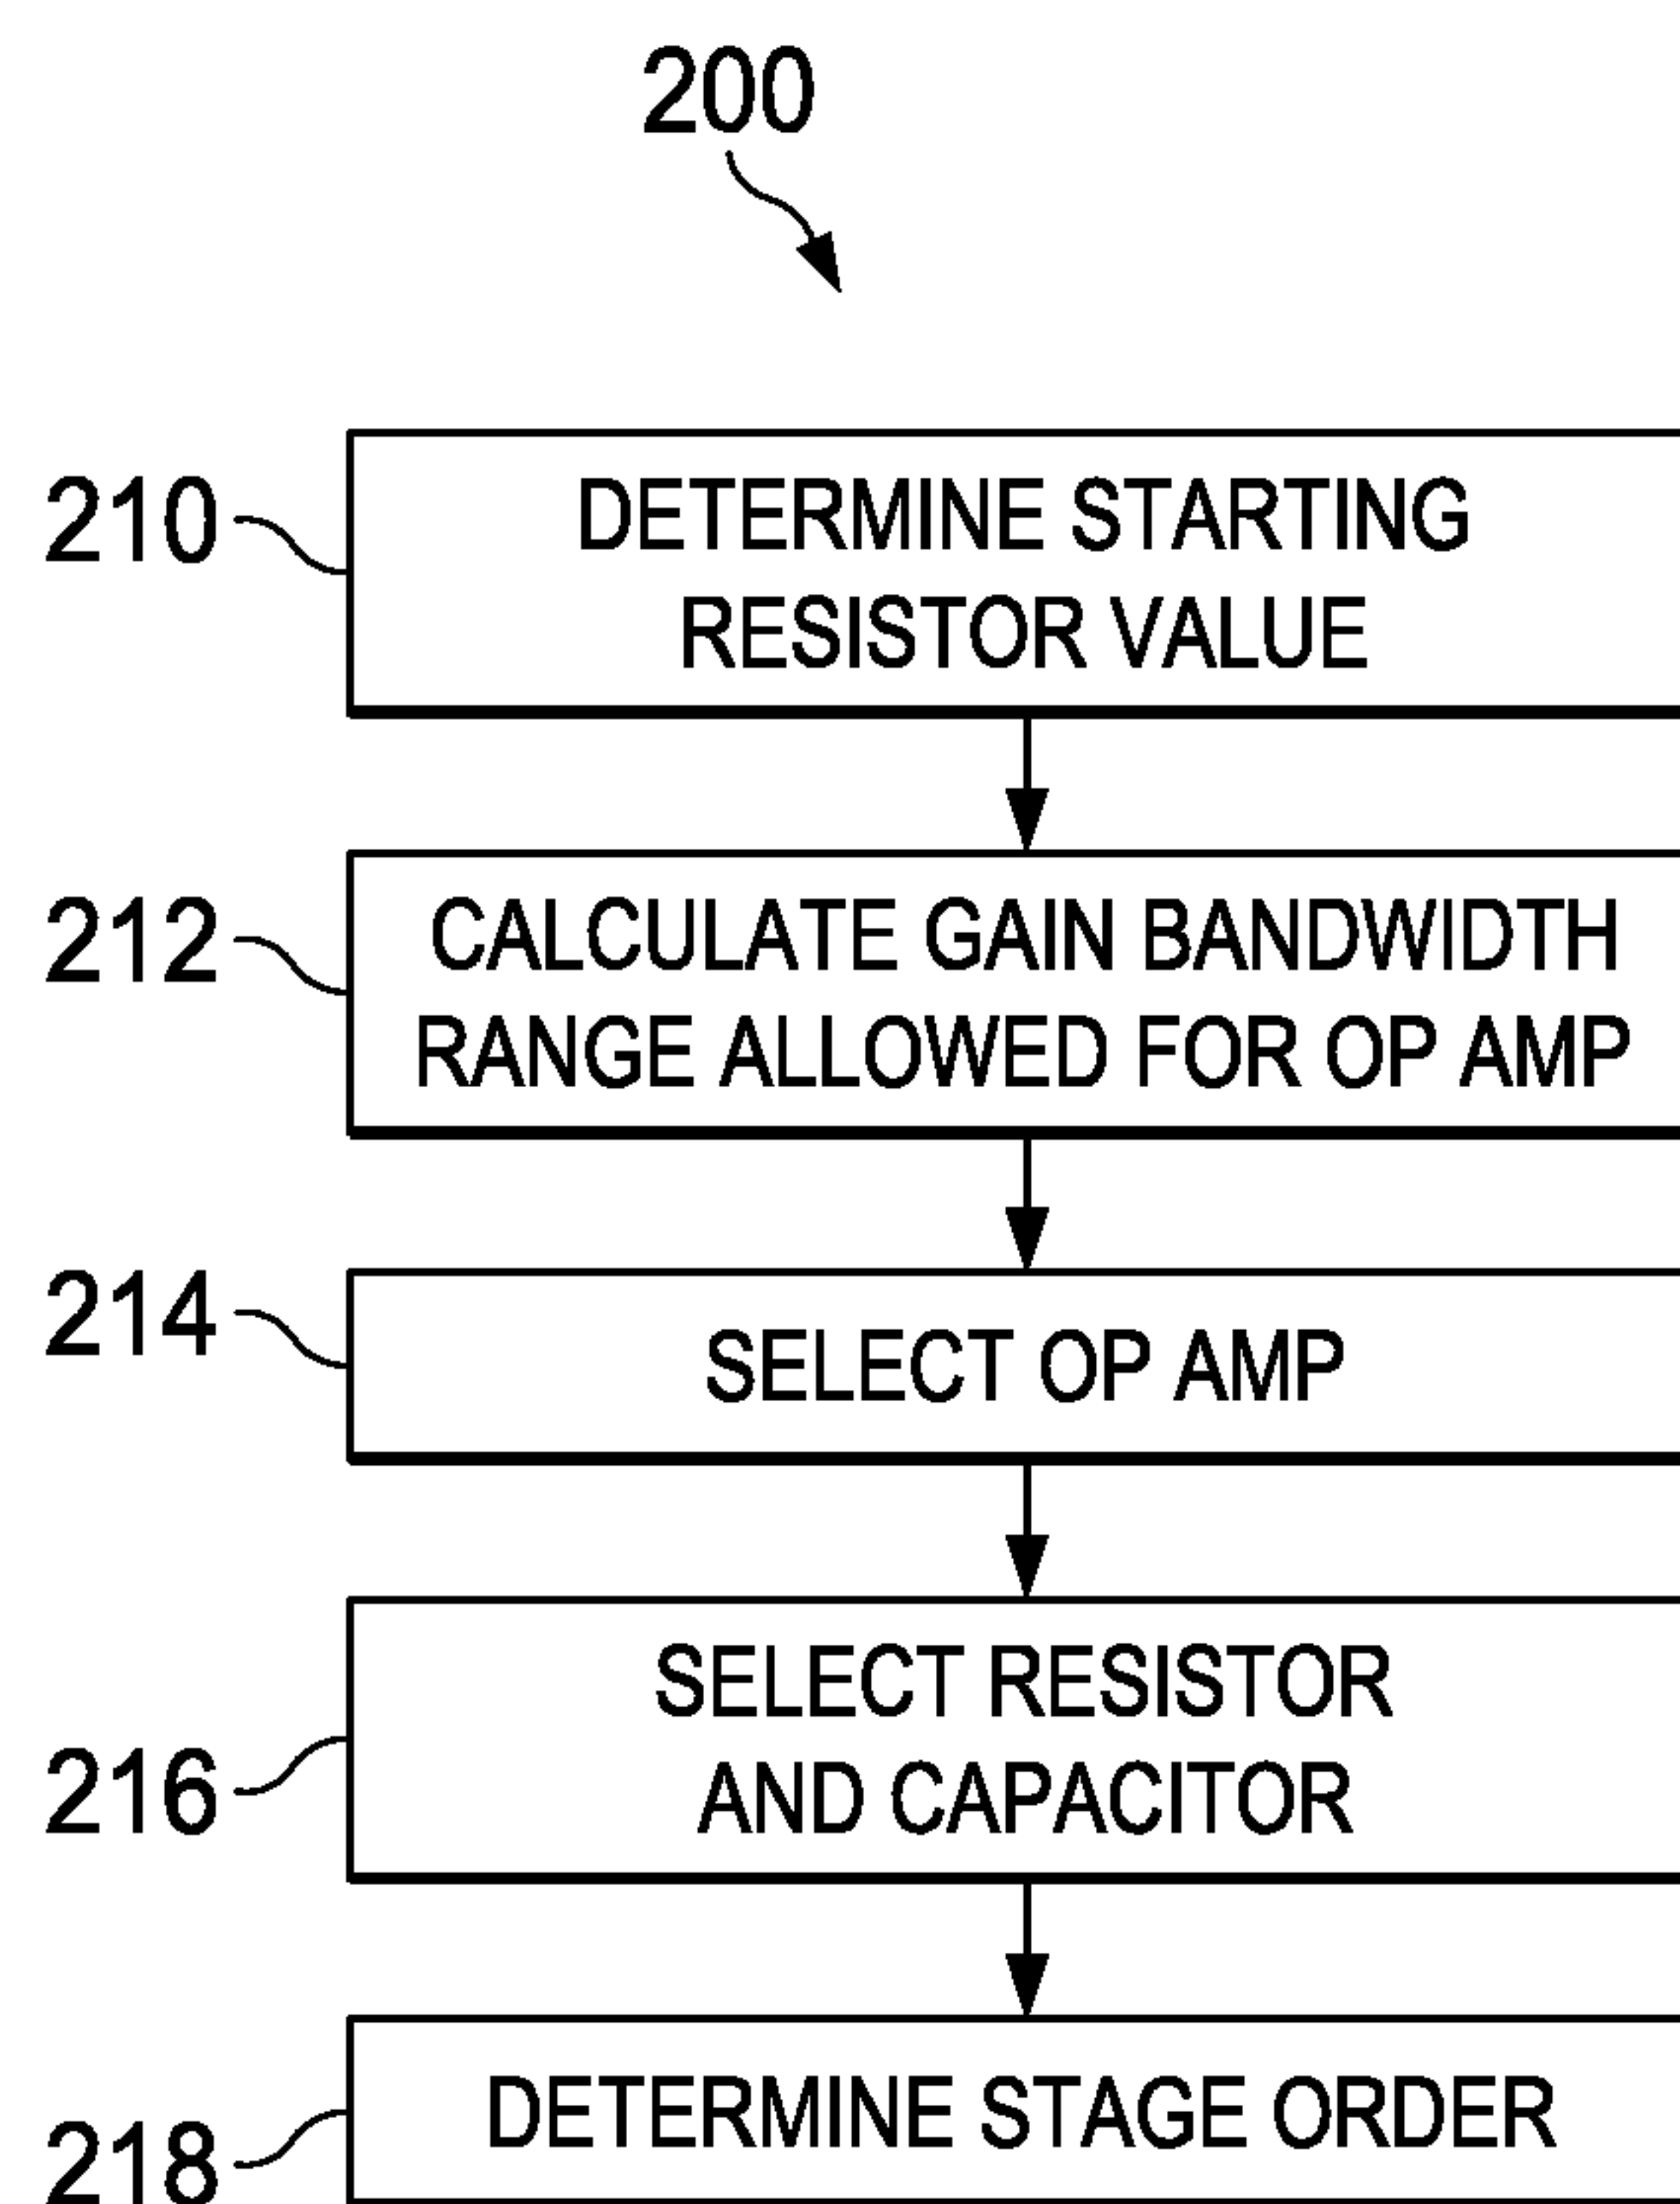 200
210
DETERMINE STARTING
RESISTOR VALUE
212
CALCULATE GAIN BANDWIDTH
RANGE ALLOWED FOR OP AMP
214
SELECT OP AMP
216
SELECT RESISTOR
AND CAPACITOR
218
DETERMINE STAGE ORDER